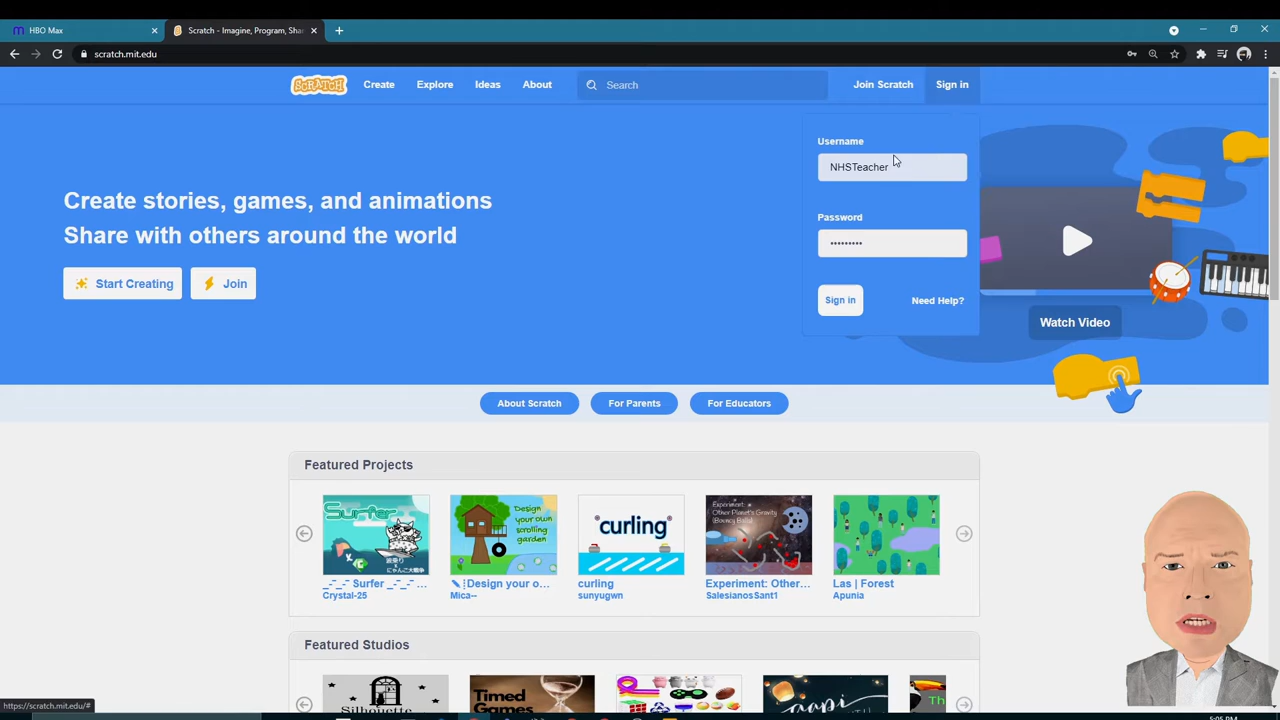 HBO Max
Scratch - Imagine, Program, Sha
scratch.mit.edu
SCRATCH
Create
Explore
Ideas
About
Search
Join Scratch
Sign in
Username
NHSTeacher
Password
•••••••••
Sign in
Need Help?
Create stories, games, and animations
Share with others around the world
Start Creating
Join
Watch Video
About Scratch
For Parents
For Educators
Featured Projects
Surfer
Design your own scrolling garden
curling
Experiment:
Other Planet's Gravity
(Bouncy Balls)
_-_-_ Surfer _-_-_ ...
Crystal-25
Design your o...
Mica--
curling
sunyugwn
Experiment: Other...
SalesianosSant1
Las | Forest
Apunia
Featured Studios
Silhouette
Timed
Games
https://scratch.mit.edu/#
5:05 PM